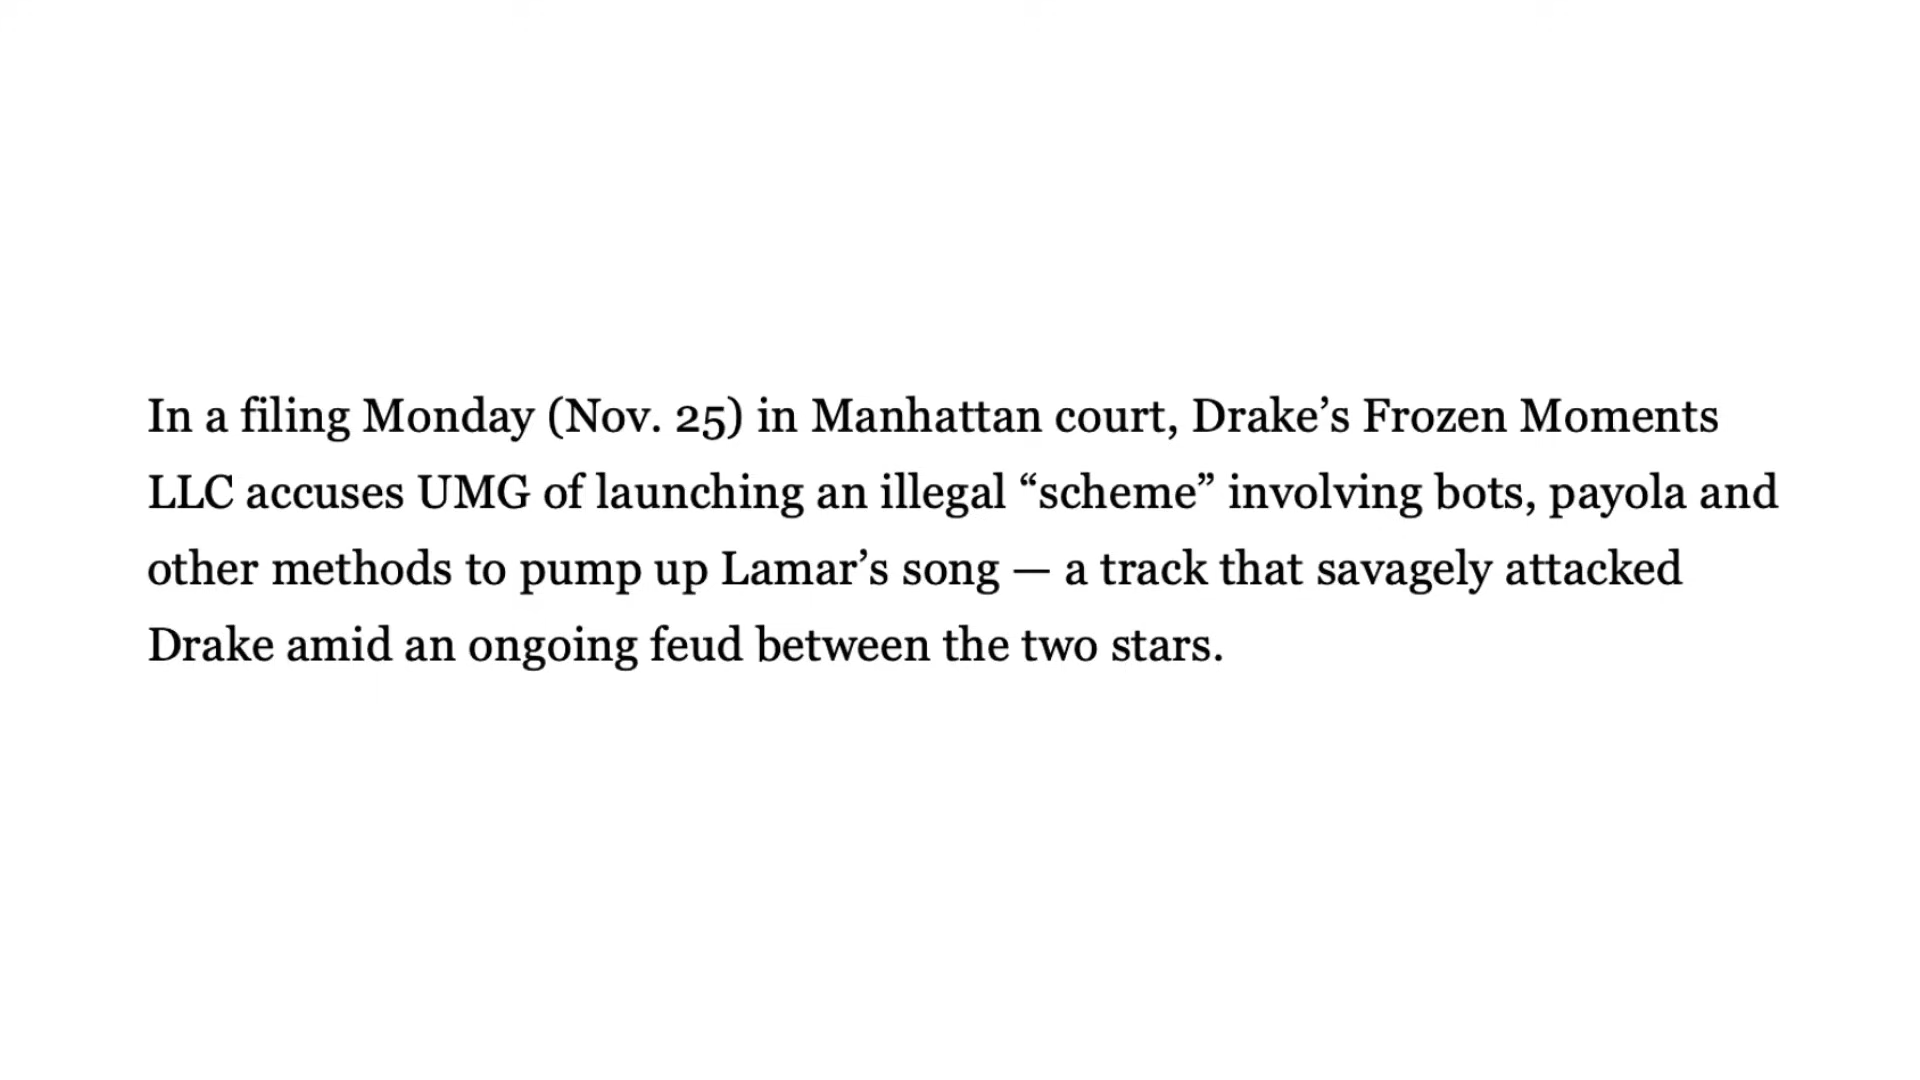 In a filing Monday (Nov. 25) in Manhattan court, Drake’s Frozen Moments
LLC accuses UMG of launching an illegal “scheme” involving bots, payola and
other methods to pump up Lamar’s song — a track that savagely attacked
Drake amid an ongoing feud between the two stars.